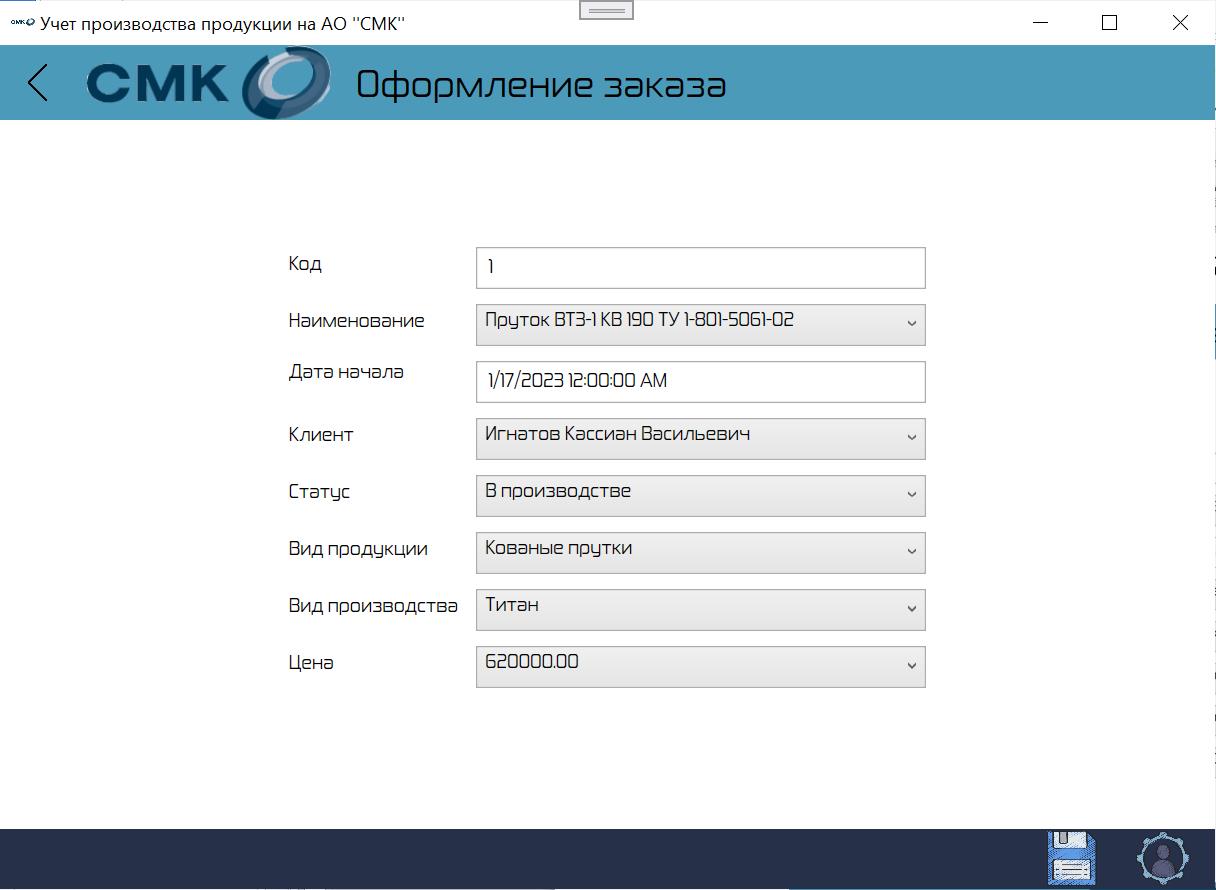 СМК Учет производства продукции на АО "СМК"
СМК Оформление заказа
Код 1
Наименование Пруток ВТ3-1 КВ 190 ТУ 1-801-5061-02
Дата начала 1/17/2023 12:00:00 AM
Клиент Игнатов Кассиан Васильевич
Статус В производстве
Вид продукции Кованые прутки
Вид производства Титан
Цена 620000.00